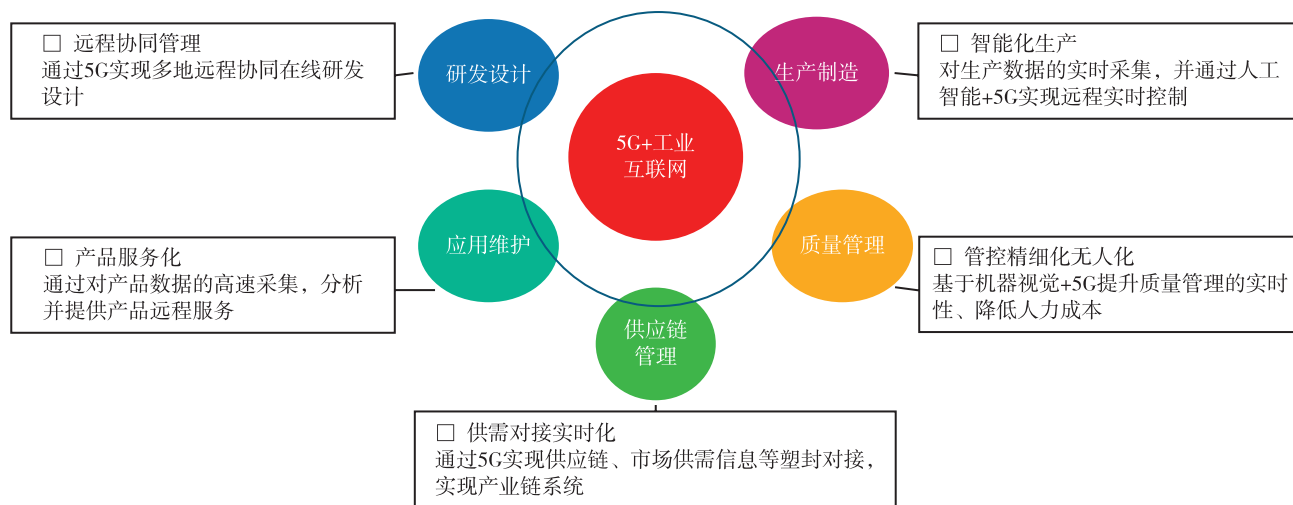 □ 远程协同管理
通过5G实现多地远程协同在线研发
设计
研发设计
生产制造
□ 智能化生产
对生产数据的实时采集，并通过人工
智能+5G实现远程实时控制
5G+工业
互联网
□ 产品服务化
通过对产品数据的高速采集，分析
并提供产品远程服务
应用维护
质量管理
□ 管控精细化无人化
基于机器视觉+5G提升质量管理的实时
性、降低人力成本
供应链
管理
□ 供需对接实时化
通过5G实现供应链、市场供需信息等塑封对接，
实现产业链系统